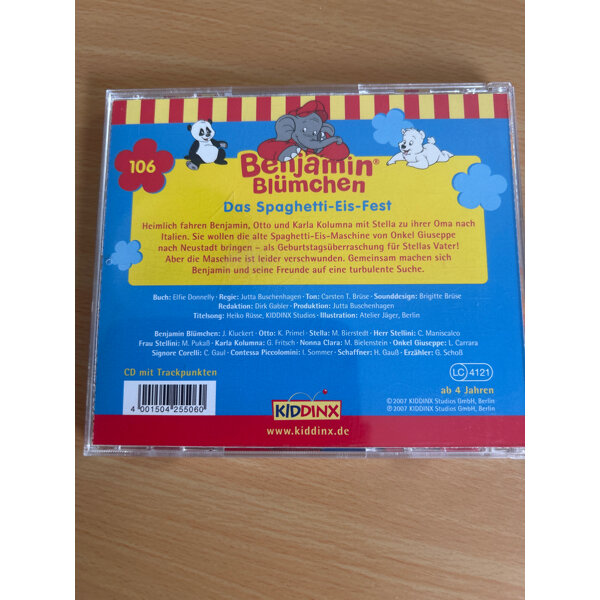 106
Benjamin®
Blümchen
Das Spaghetti-Eis-Fest
Heimlich fahren Benjamin, Otto und Karla Kolumna mit Stella zu ihrer Oma nach
Italien. Sie wollen die alte Spaghetti-Eis-Maschine von Onkel Giuseppe
nach Neustadt bringen – als Geburtstagsüberraschung für Stellas Vater!
Aber die Maschine ist leider verschwunden. Gemeinsam machen sich
Benjamin und seine Freunde auf eine turbulente Suche.
Buch: Elfie Donnelly · Regie: Jutta Buschenhagen · Ton: Carsten T. Brüse · Sounddesign: Brigitte Brüse
Redaktion: Dirk Gabler · Produktion: Jutta Buschenhagen
Titelsong: Heiko Rüsse, KIDDINX Studios · Illustration: Atelier Jäger, Berlin
Benjamin Blümchen: J. Kluckert · Otto: K. Primel · Stella: M. Bierstedt · Herr Stellini: C. Maniscalco
Frau Stellini: M. Pukaß · Karla Kolumna: G. Fritsch · Nonna Clara: M. Bielenstein · Onkel Giuseppe: L. Carrara
Signore Corelli: C. Gaul · Contessa Piccolomini: I. Sommer · Schaffner: H. Gauß · Erzähler: G. Schoß
CD mit Trackpunkten
LC 4121
ab 4 Jahren
4 001504 255060
KIDDINX
www.kiddinx.de
© 2007 KIDDINX Studios GmbH, Berlin
℗ 2007 KIDDINX Studios GmbH, Berlin